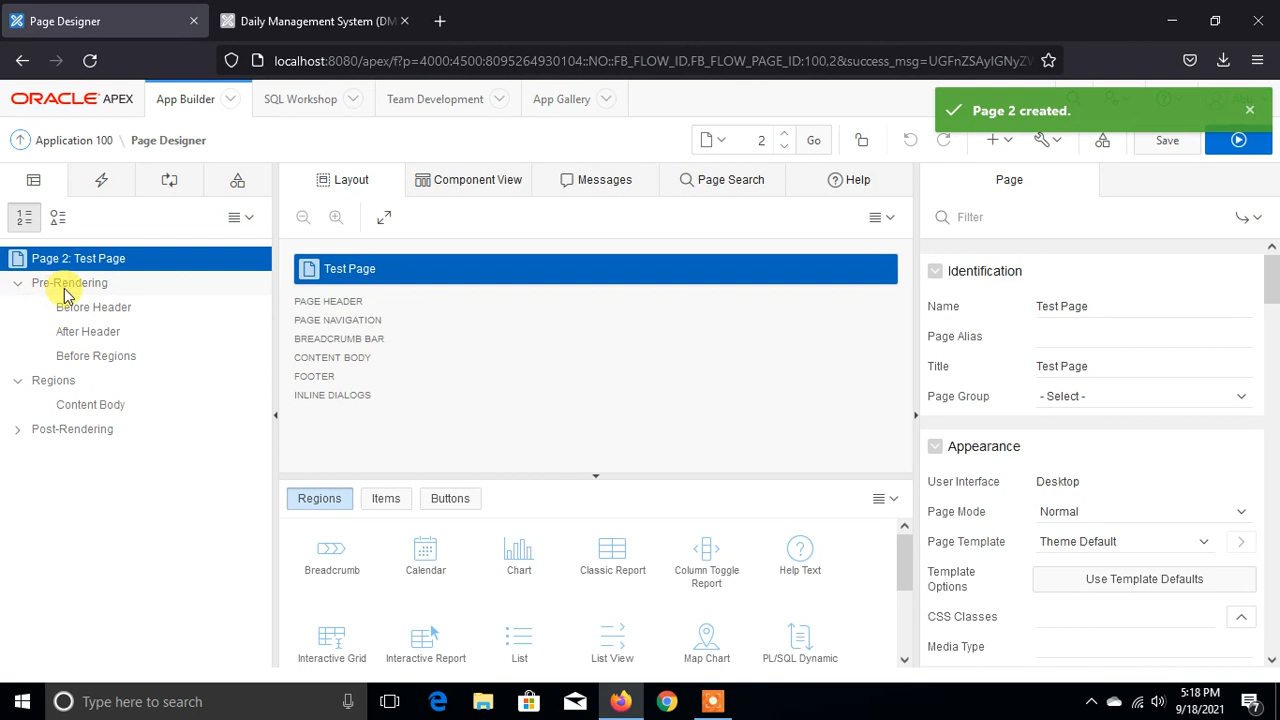 Page Designer
Daily Management System (DM
localhost:8080/apex/f?p=4000:4500:8095264930104::NO::FB_FLOW_ID,FB_FLOW_PAGE_ID:100,2&success_msg=UGFnZSAyIGNyZV
ORACLE APEX
App Builder
SQL Workshop
Team Development
App Gallery
Page 2 created.
Application 100 \ Page Designer
2
Go
Save
Layout
Component View
Messages
Page Search
Help
Page
Filter
Page 2: Test Page
Pre-Rendering
Before Header
After Header
Before Regions
Regions
Content Body
Post-Rendering
Test Page
PAGE HEADER
PAGE NAVIGATION
BREADCRUMB BAR
CONTENT BODY
FOOTER
INLINE DIALOGS
Regions
Items
Buttons
Breadcrumb
Calendar
Chart
Classic Report
Column Toggle
Report
Help Text
Interactive Grid
Interactive Report
List
List View
Map Chart
PL/SQL Dynamic
Identification
Name
Test Page
Page Alias
Title
Test Page
Page Group
- Select -
Appearance
User Interface
Desktop
Page Mode
Normal
Page Template
Theme Default
Template
Options
Use Template Defaults
CSS Classes
Media Type
Type here to search
5:18 PM
9/18/2021
7